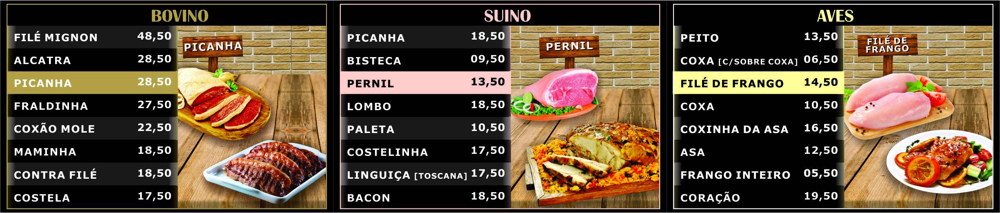 BOVINO
FILÉ MIGNON 48,50
ALCATRA 28,50
PICANHA 28,50
FRALDINHA 27,50
COXÃO MOLE 22,50
MAMINHA 18,50
CONTRA FILÉ 18,50
COSTELA 17,50
PICANHA
SUINO
PICANHA 18,50
BISTECA 09,50
PERNIL 13,50
LOMBO 18,50
PALETA 10,50
COSTELINHA 17,50
LINGUIÇA [TOSCANA] 17,50
BACON 18,50
PERNIL
AVES
PEITO 13,50
COXA [C/SOBRE COXA] 06,50
FILÉ DE FRANGO 14,50
COXA 10,50
COXINHA DA ASA 16,50
ASA 12,50
FRANGO INTEIRO 05,50
CORAÇÃO 19,50
FILÉ DE
FRANGO